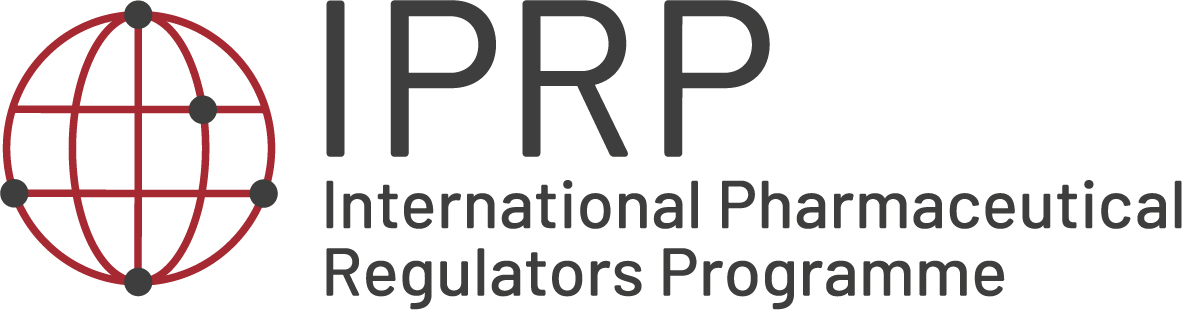 IPRP
International Pharmaceutical
Regulators Programme